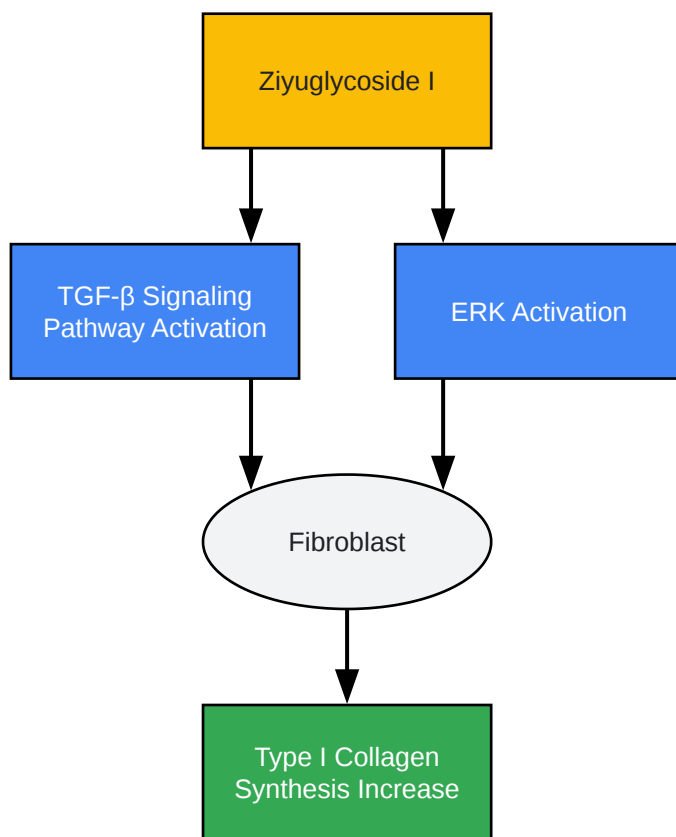 Ziyuglycoside I
TGF-β Signaling
Pathway Activation
ERK Activation
Fibroblast
Type I Collagen
Synthesis Increase